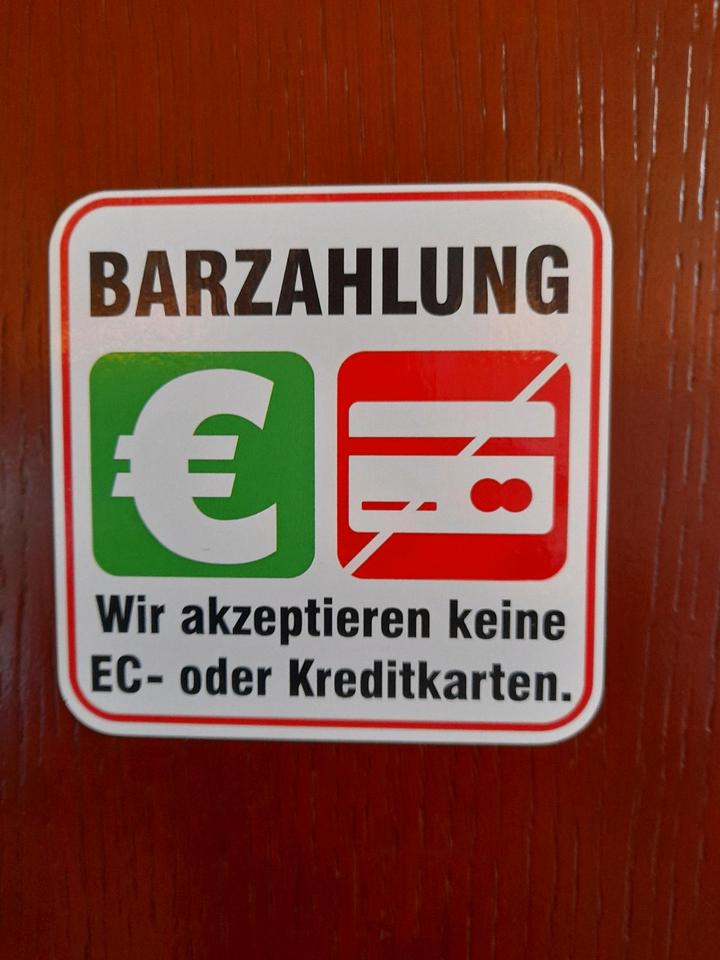 BARZAHLUNG
€
Wir akzeptieren keine
EC- oder Kreditkarten.